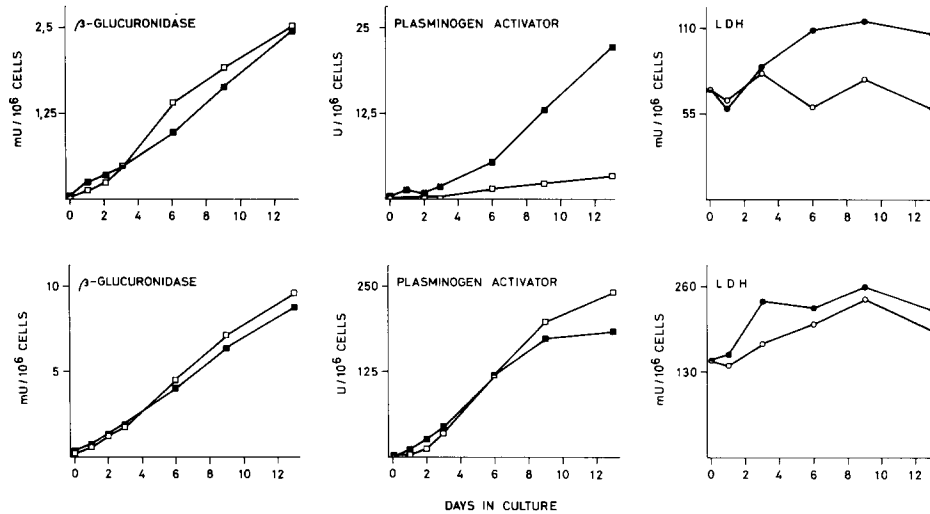 β-GLUCURONIDASE
mU / 10⁶ CELLS
2,5
1,25
0 2 4 6 8 10 12
PLASMINOGEN ACTIVATOR
U / 10⁶ CELLS
25
12,5
0 2 4 6 8 10 12
LDH
mU/10⁶ CELLS
110
55
0 2 4 6 8 10 12
β-GLUCURONIDASE
mU / 10⁶ CELLS
10
5
0 2 4 6 8 10 12
PLASMINOGEN ACTIVATOR
U / 10⁶ CELLS
250
125
0 2 4 6 8 10 12
LDH
mU/10⁶ CELLS
260
130
0 2 4 6 8 10 12
DAYS IN CULTURE